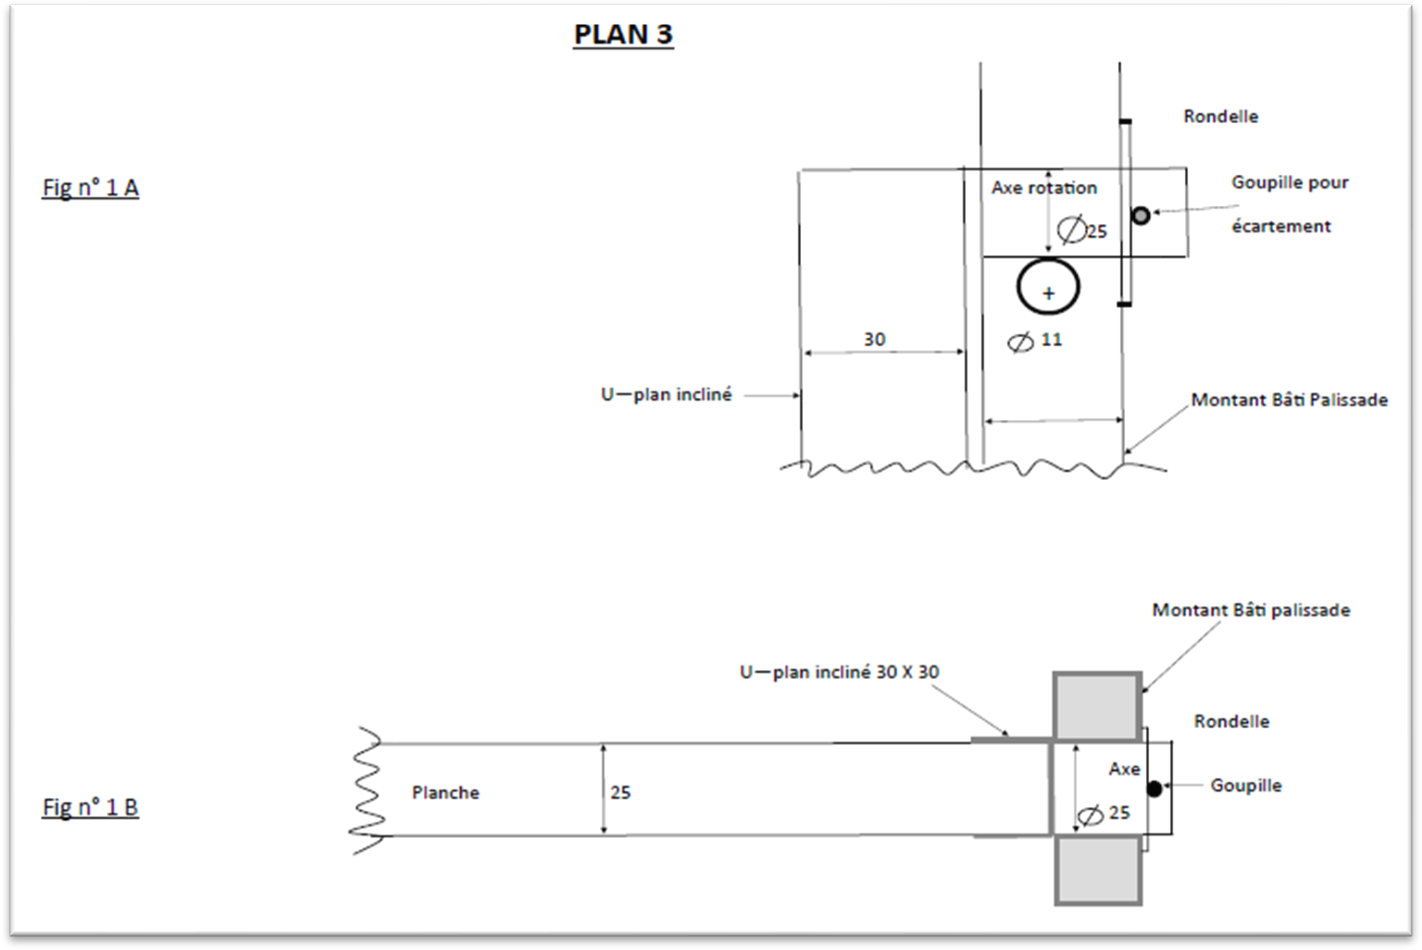 PLAN 3
Rondelle
Fig n° 1 A
Axe rotation
Goupille pour
écartement
∅25
+
∅ 11
30
U—plan incliné
Montant Bâti Palissade
Montant Bâti palissade
U—plan incliné 30 X 30
Rondelle
Axe
Planche
25
Goupille
Fig n° 1 B
∅ 25